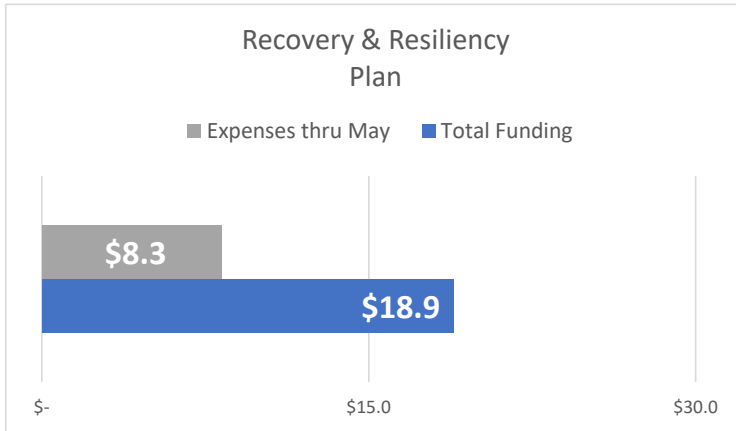 Recovery & Resiliency
Plan
Expenses thru May Total Funding
$8.3
$18.9
$- $15.0 $30.0